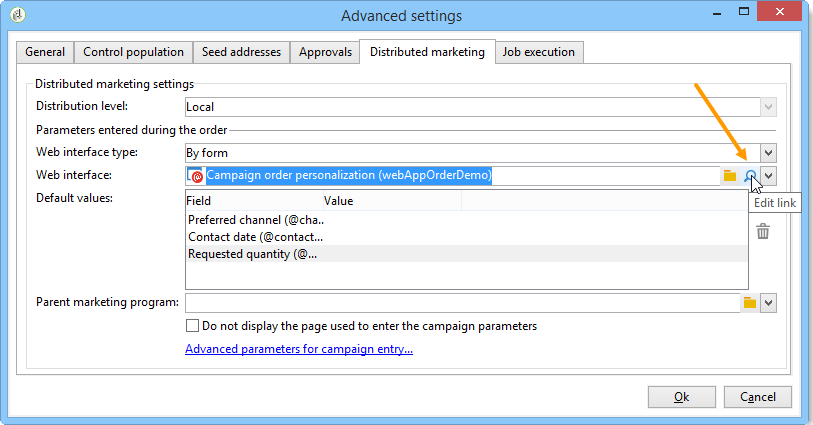 Advanced settings
General Control population Seed addresses Approvals Distributed marketing Job execution
Distributed marketing settings
Distribution level: Local
Parameters entered during the order
Web interface type: By form
Web interface: Campaign order personalization (webAppOrderDemo)
Edit link
Default values: Field Value
Preferred channel (@cha..
Contact date (@contact...
Requested quantity (@...
Parent marketing program:
Do not display the page used to enter the campaign parameters
Advanced parameters for campaign entry...
Ok Cancel